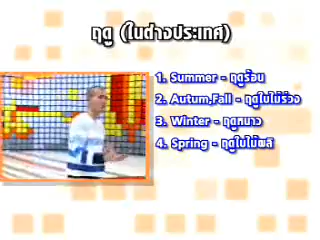 ฤดู (ในต่างประเทศ)
1. Summer - ฤดูร้อน
2. Autum,Fall - ฤดูใบไม้ร่วง
3. Winter - ฤดูหนาว
4. Spring - ฤดูใบไม้ผลิ